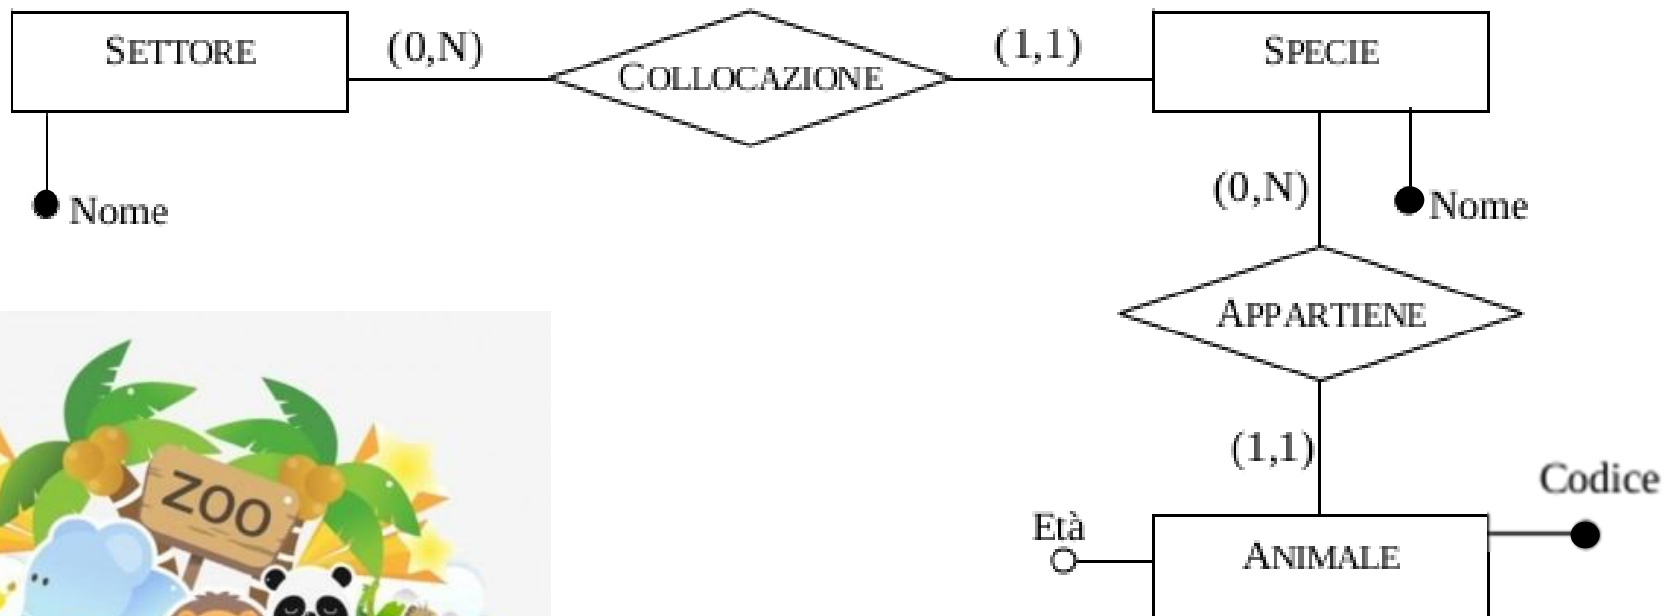 SETTORE
(0,N)
COLLOCAZIONE
(1,1)
SPECIE
Nome
(0,N)
Nome
APPARTIENE
(1,1)
Codice
Età
ANIMALE
ZOO